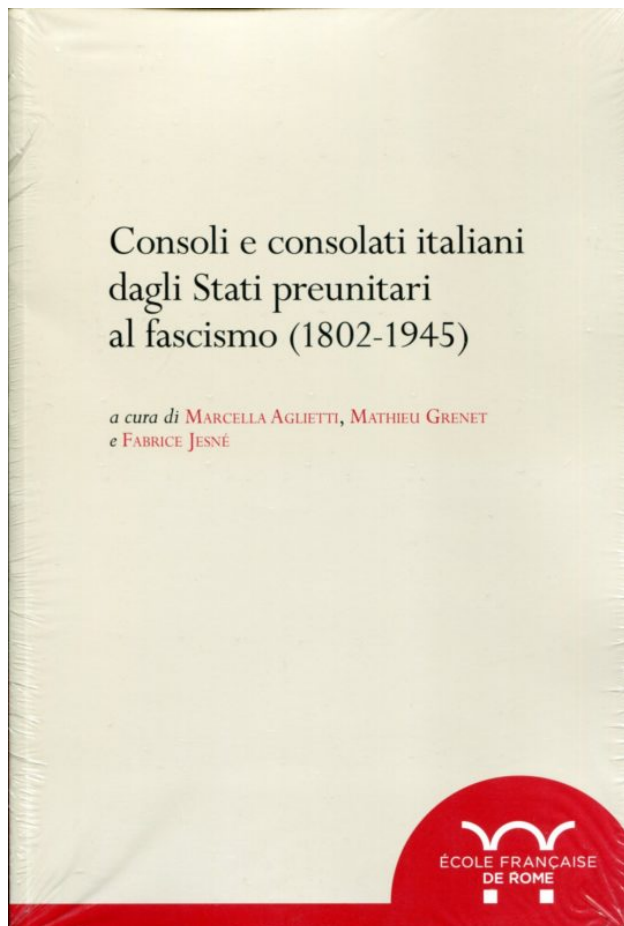 Consoli e consolati italiani
dagli Stati preunitari
al fascismo (1802-1945)
a cura di MARCELLA AGLIETTI, MATHIEU GRENET
e FABRICE JESNÉ
ÉCOLE FRANÇAISE
DE ROME